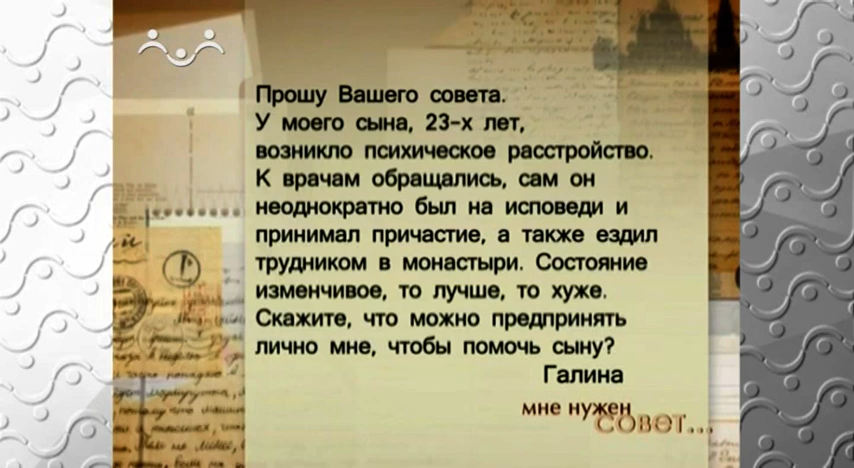 Прошу Вашего совета.
У моего сына, 23-х лет,
возникло психическое расстройство.
К врачам обращались, сам он
неоднократно был на исповеди и
принимал причастие, а также ездил
трудником в монастыри. Состояние
изменчивое, то лучше, то хуже.
Скажите, что можно предпринять
лично мне, чтобы помочь сыну?
Галина
мне нужен
совет...